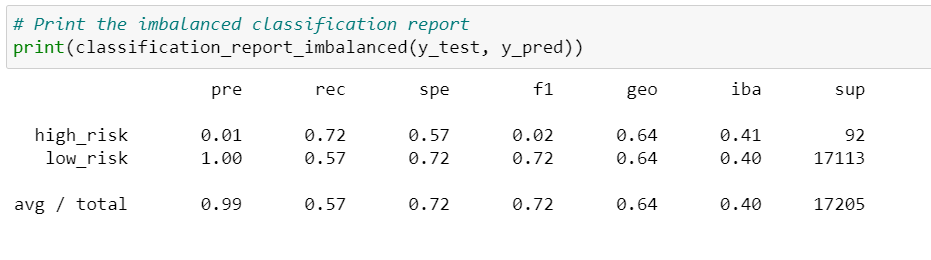 # Print the imbalanced classification report
print(classification_report_imbalanced(y_test, y_pred))
pre rec spe f1 geo iba sup
high_risk 0.01 0.72 0.57 0.02 0.64 0.41 92
low_risk 1.00 0.57 0.72 0.72 0.64 0.40 17113
avg / total 0.99 0.57 0.72 0.72 0.64 0.40 17205